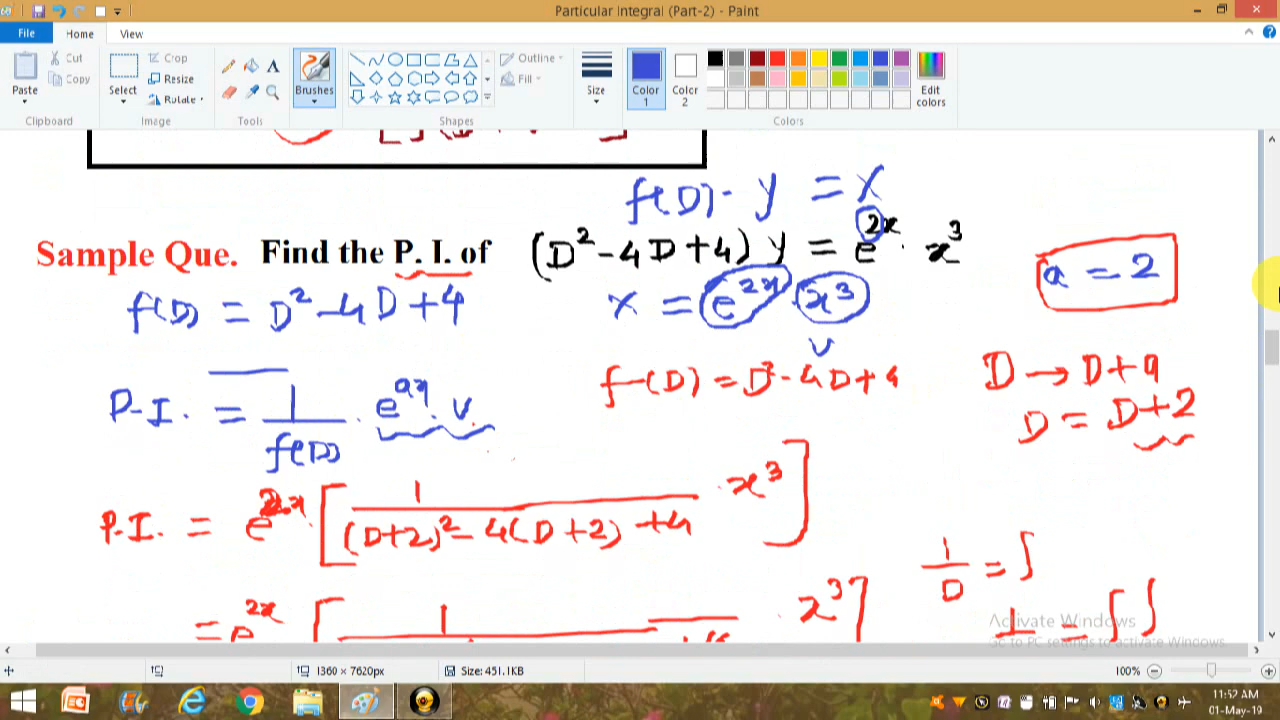 Particular Integral (Part-2) - Paint
File Home View
Paste
Cut
Copy
Clipboard
Select
Crop
Resize
Rotate
Image
A
Tools
Brushes
Outline
Fill
Shapes
Size
Color 1
Color 2
Edit colors
Colors
f(D) - y = X
Sample Que. Find the P. I. of (D² - 4D + 4) y = e^2x · x³
f(D) = D² - 4D + 4
X = e^2x x³
a = 2
V
f(D) = D² - 4D + 4
D → D + a
D = D + 2
P.I. = 1/f(D) · e^ax · V
P.I. = e^2x · [1/((D+2)² - 4(D+2) + 4) · x³]
1/D = ∫
= e^2x [1 · x³]
1 = ∫∫
Activate Windows
Go to PC settings to activate Windows.
1360 × 7620px
Size: 451.1KB
100%
11:52 AM
01-May-19